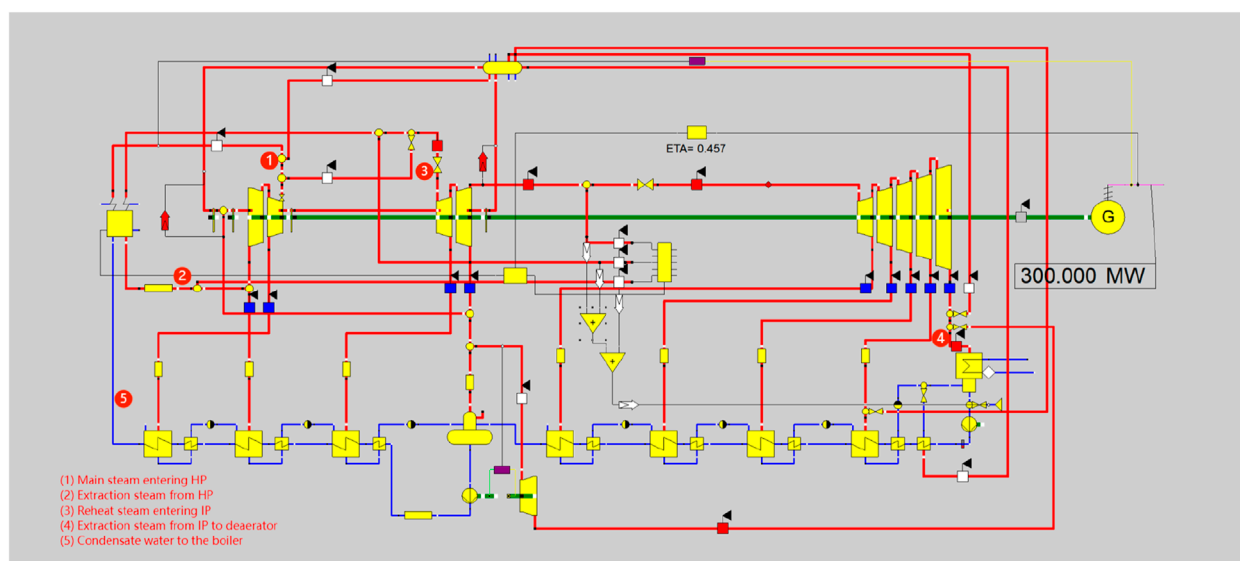 1
3
ETA= 0.457
G
300.000 MW
2
4
5
(1) Main steam entering HP
(2) Extraction steam from HP
(3) Reheat steam entering IP
(4) Extraction steam from IP to deaerator
(5) Condensate water to the boiler